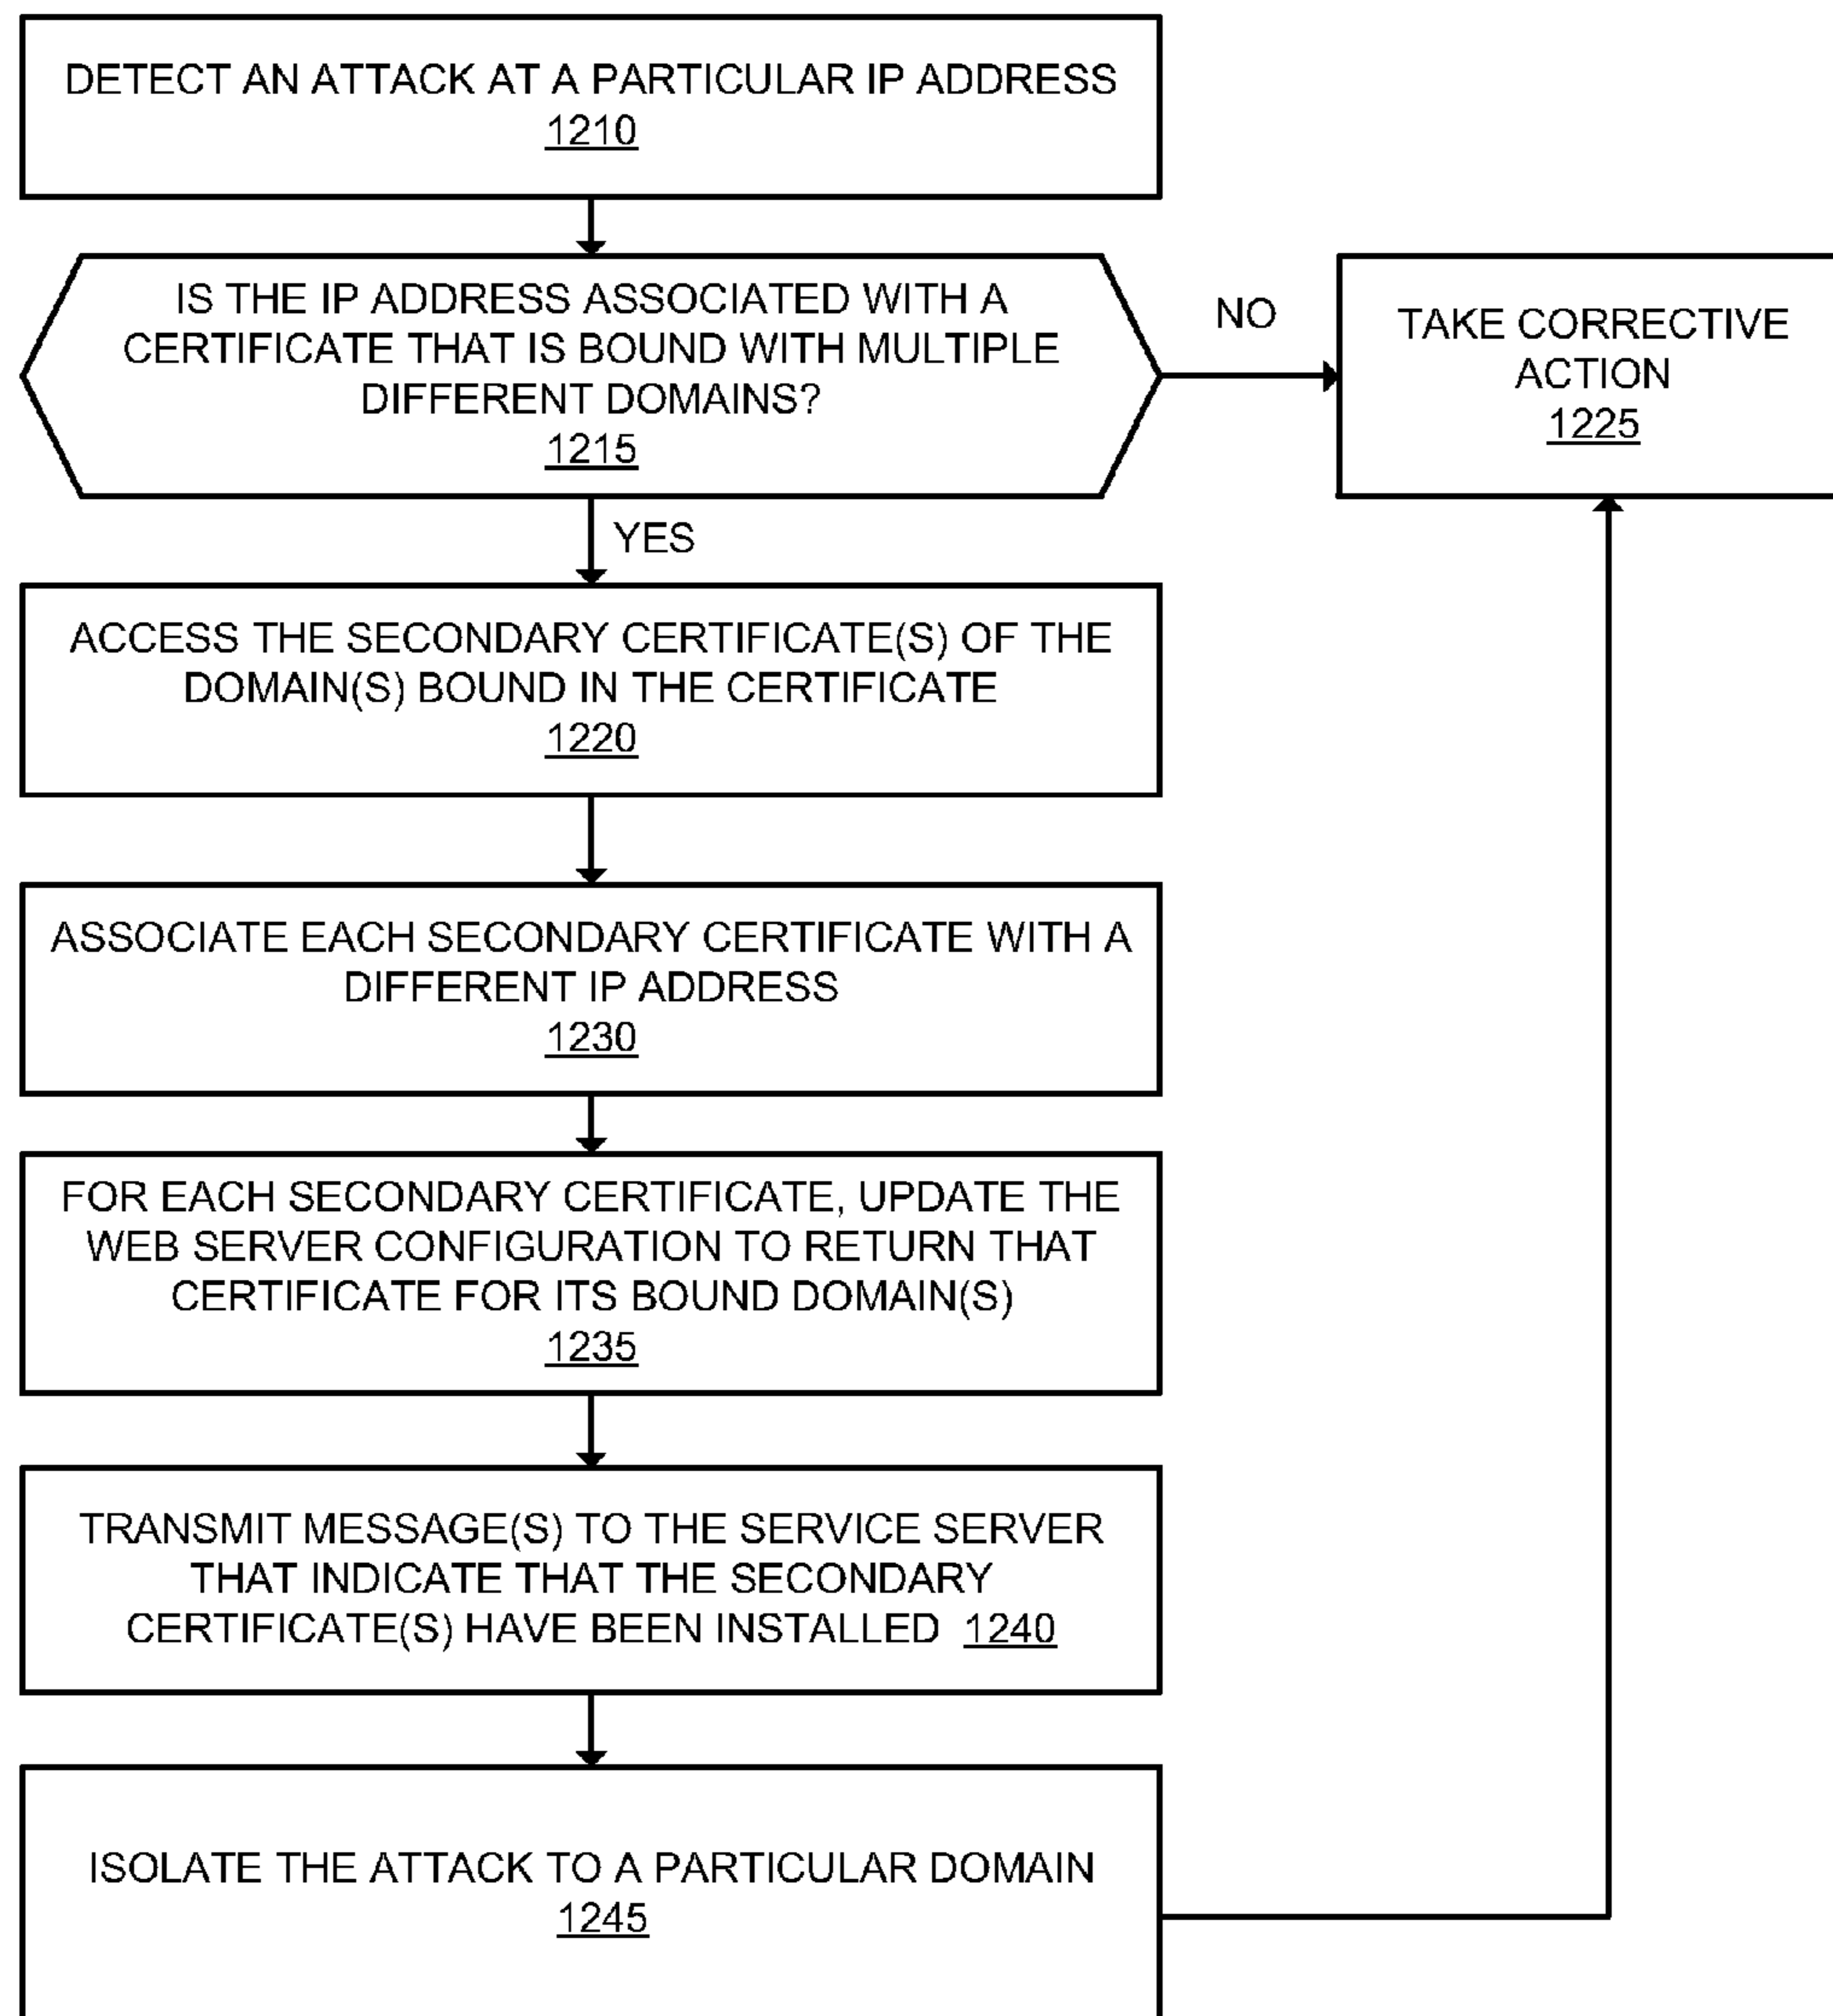 DETECT AN ATTACK AT A PARTICULAR IP ADDRESS
1210
IS THE IP ADDRESS ASSOCIATED WITH A
CERTIFICATE THAT IS BOUND WITH MULTIPLE
DIFFERENT DOMAINS?
1215
NO
TAKE CORRECTIVE
ACTION
1225
YES
ACCESS THE SECONDARY CERTIFICATE(S) OF THE
DOMAIN(S) BOUND IN THE CERTIFICATE
1220
ASSOCIATE EACH SECONDARY CERTIFICATE WITH A
DIFFERENT IP ADDRESS
1230
FOR EACH SECONDARY CERTIFICATE, UPDATE THE
WEB SERVER CONFIGURATION TO RETURN THAT
CERTIFICATE FOR ITS BOUND DOMAIN(S)
1235
TRANSMIT MESSAGE(S) TO THE SERVICE SERVER
THAT INDICATE THAT THE SECONDARY
CERTIFICATE(S) HAVE BEEN INSTALLED 1240
ISOLATE THE ATTACK TO A PARTICULAR DOMAIN
1245